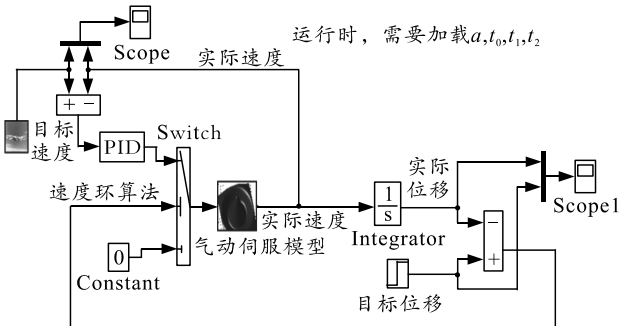 运行时，需要加载a,t₀,t₁,t₂
Scope
实际速度
+ −
目标
速度
PID
Switch
速度环算法
0
Constant
气动伺服模型
实际速度
1
s
Integrator
实际
位移
−
+
目标位移
Scope1